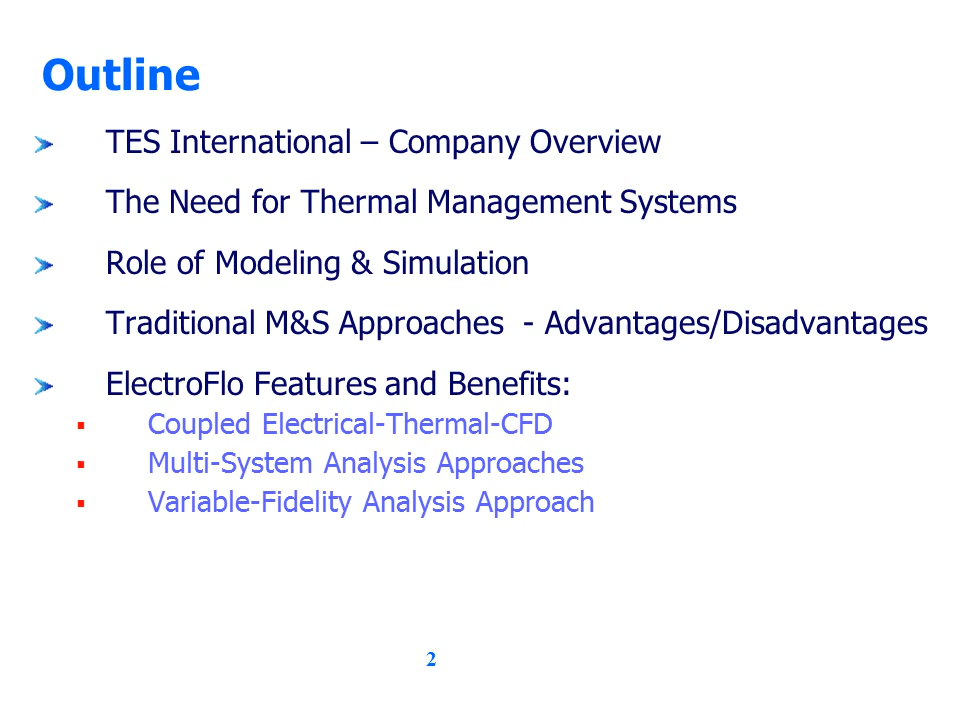 Outline
TES International – Company Overview
The Need for Thermal Management Systems
Role of Modeling & Simulation
Traditional M&S Approaches  - Advantages/Disadvantages
ElectroFlo Features and Benefits:
Coupled Electrical-Thermal-CFD
Multi-System Analysis Approaches
Variable-Fidelity Analysis Approach
2